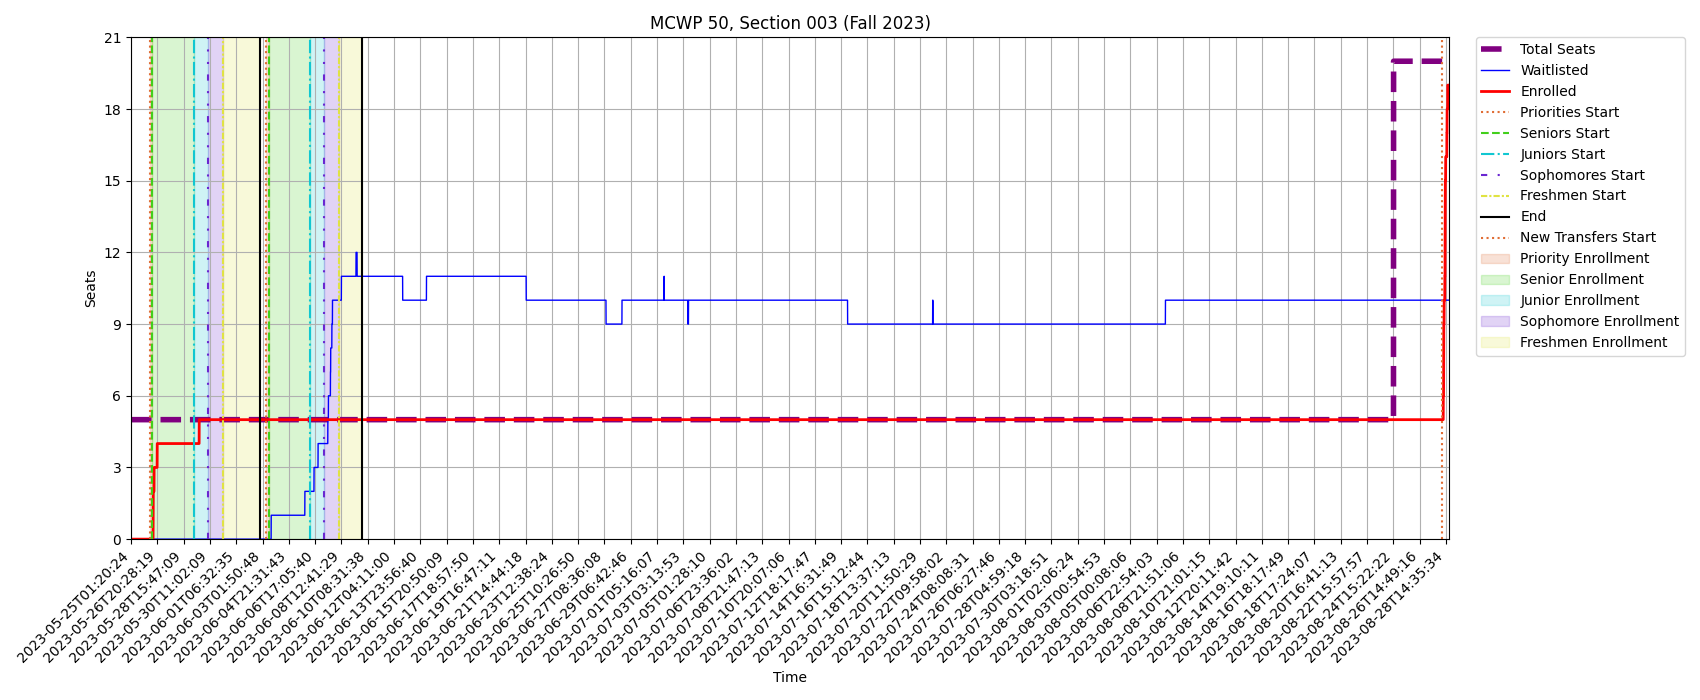 MCWP 50, Section 003 (Fall 2023)
21
18
15
12
9
6
3
0
Seats
2023-05-25T01:20:24
2023-05-26T20:28:19
2023-05-28T15:47:09
2023-05-30T11:02:09
2023-06-01T06:32:35
2023-06-03T01:50:48
2023-06-04T21:31:43
2023-06-06T17:05:40
2023-06-08T12:41:29
2023-06-10T08:31:38
2023-06-12T04:11:00
2023-06-13T23:56:40
2023-06-15T20:50:09
2023-06-17T18:57:50
2023-06-19T16:47:11
2023-06-21T14:44:18
2023-06-23T12:38:24
2023-06-25T10:26:50
2023-06-27T08:36:08
2023-06-29T06:42:46
2023-07-01T05:16:07
2023-07-03T03:13:53
2023-07-05T01:28:10
2023-07-06T23:36:02
2023-07-08T21:47:13
2023-07-10T20:07:06
2023-07-12T18:17:47
2023-07-14T16:31:49
2023-07-16T15:12:44
2023-07-18T13:37:13
2023-07-20T11:50:29
2023-07-22T09:58:02
2023-07-24T08:08:31
2023-07-26T06:27:46
2023-07-28T04:59:18
2023-07-30T03:18:51
2023-08-01T02:06:24
2023-08-03T00:54:53
2023-08-05T00:08:06
2023-08-06T22:54:03
2023-08-08T21:51:06
2023-08-10T21:01:15
2023-08-12T20:11:42
2023-08-14T19:10:11
2023-08-16T18:17:49
2023-08-18T17:24:07
2023-08-20T16:41:13
2023-08-22T15:57:57
2023-08-24T15:22:22
2023-08-26T14:49:16
2023-08-28T14:35:34
Time
Total Seats
Waitlisted
Enrolled
Priorities Start
Seniors Start
Juniors Start
Sophomores Start
Freshmen Start
End
New Transfers Start
Priority Enrollment
Senior Enrollment
Junior Enrollment
Sophomore Enrollment
Freshmen Enrollment